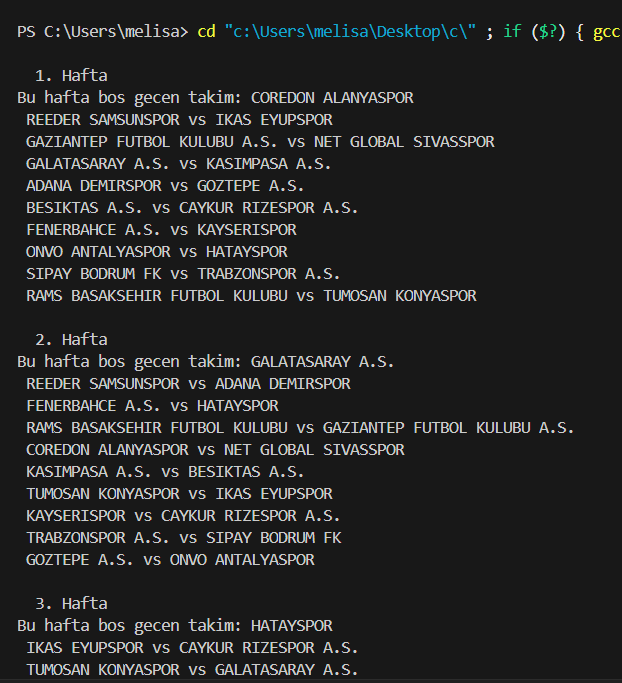 PS C:\Users\melisa> cd "c:\Users\melisa\Desktop\c\" ; if ($?) { gcc
1. Hafta
Bu hafta bos gecen takim: COREDON ALANYASPOR
REEDER SAMSUNSPOR vs IKAS EYUPSPOR
GAZIANTEP FUTBOL KULUBU A.S. vs NET GLOBAL SIVASSPOR
GALATASARAY A.S. vs KASIMPASA A.S.
ADANA DEMIRSPOR vs GOZTEPE A.S.
BESIKTAS A.S. vs CAYKUR RIZESPOR A.S.
FENERBAHCE A.S. vs KAYSERISPOR
ONVO ANTALYASPOR vs HATAYSPOR
SIPAY BODRUM FK vs TRABZONSPOR A.S.
RAMS BASAKSEHIR FUTBOL KULUBU vs TUMOSAN KONYASPOR
2. Hafta
Bu hafta bos gecen takim: GALATASARAY A.S.
REEDER SAMSUNSPOR vs ADANA DEMIRSPOR
FENERBAHCE A.S. vs HATAYSPOR
RAMS BASAKSEHIR FUTBOL KULUBU vs GAZIANTEP FUTBOL KULUBU A.S.
COREDON ALANYASPOR vs NET GLOBAL SIVASSPOR
KASIMPASA A.S. vs BESIKTAS A.S.
TUMOSAN KONYASPOR vs IKAS EYUPSPOR
KAYSERISPOR vs CAYKUR RIZESPOR A.S.
TRABZONSPOR A.S. vs SIPAY BODRUM FK
GOZTEPE A.S. vs ONVO ANTALYASPOR
3. Hafta
Bu hafta bos gecen takim: HATAYSPOR
IKAS EYUPSPOR vs CAYKUR RIZESPOR A.S.
TUMOSAN KONYASPOR vs GALATASARAY A.S.